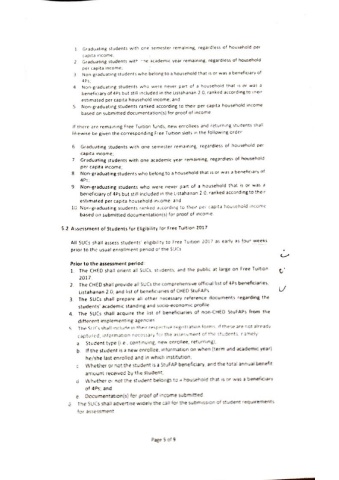 1 Graduating students with one semester remaining, regardless of household per
capita income;
2 Graduating students with one academic year remaining, regardless of household
per capita income;
3 Non-graduating students who belong to a household that is or was a beneficiary of
4Ps;
4 Non-graduating students who were never part of a household that is or was a
beneficiary of 4Ps but still included in the Listahanan 2.0, ranked according to their
estimated per capita household income; and
5 Non-graduating students ranked according to their per capita household income
based on submitted documentation(s) for proof of income
If there are remaining Free Tuition funds, new enrollees and returning students shall
likewise be given the corresponding Free Tuition slots in the following order
6 Graduating students with one semester remaining, regardless of household per
capita income;
7 Graduating students with one academic year remaining, regardless of household
per capita income;
8 Non-graduating students who belong to a household that is or was a beneficiary of
4Ps;
9 Non-graduating students who were never part of a household that is or was a
beneficiary of 4Ps but still included in the Listahanan 2.0, ranked according to their
estimated per capita household income; and
10 Non-graduating students ranked according to their per capita household income
based on submitted documentation(s) for proof of income
5.2 Assessment of Students for Eligibility for Free Tuition 2017
All SUCs shall assess students' eligibility to Free Tuition 2017 as early as four weeks
prior to the usual enrollment period of the SUCs
Prior to the assessment period:
1. The CHED shall orient all SUCs, students, and the public at large on Free Tuition
2017
2. The CHED shall provide all SUCs the comprehensive official list of 4Ps beneficiaries,
Listahanan 2.0, and list of beneficiaries of CHED StuFAPs
3. The SUCs shall prepare all other necessary reference documents regarding the
students' academic standing and socio-economic profile
4. The SUCs shall acquire the list of beneficiaries of non-CHED StuFAPs from the
different implementing agencies
5. The SUCs shall include in their respective registration forms, if these are not already
captured, information necessary for the assessment of the students, namely
a Student type (i.e., continuing, new enrollee, returning);
b If the student is a new enrollee, information on when (term and academic year)
he/she last enrolled and in which institution;
c Whether or not the student is a StuFAP beneficiary, and the total annual benefit
amount received by the student;
d Whether or not the student belongs to a household that is or was a beneficiary
of 4Ps; and
e Documentation(s) for proof of income submitted
2. The SUCs shall advertise widely the call for the submission of student requirements
for assessment
Page 5 of 9